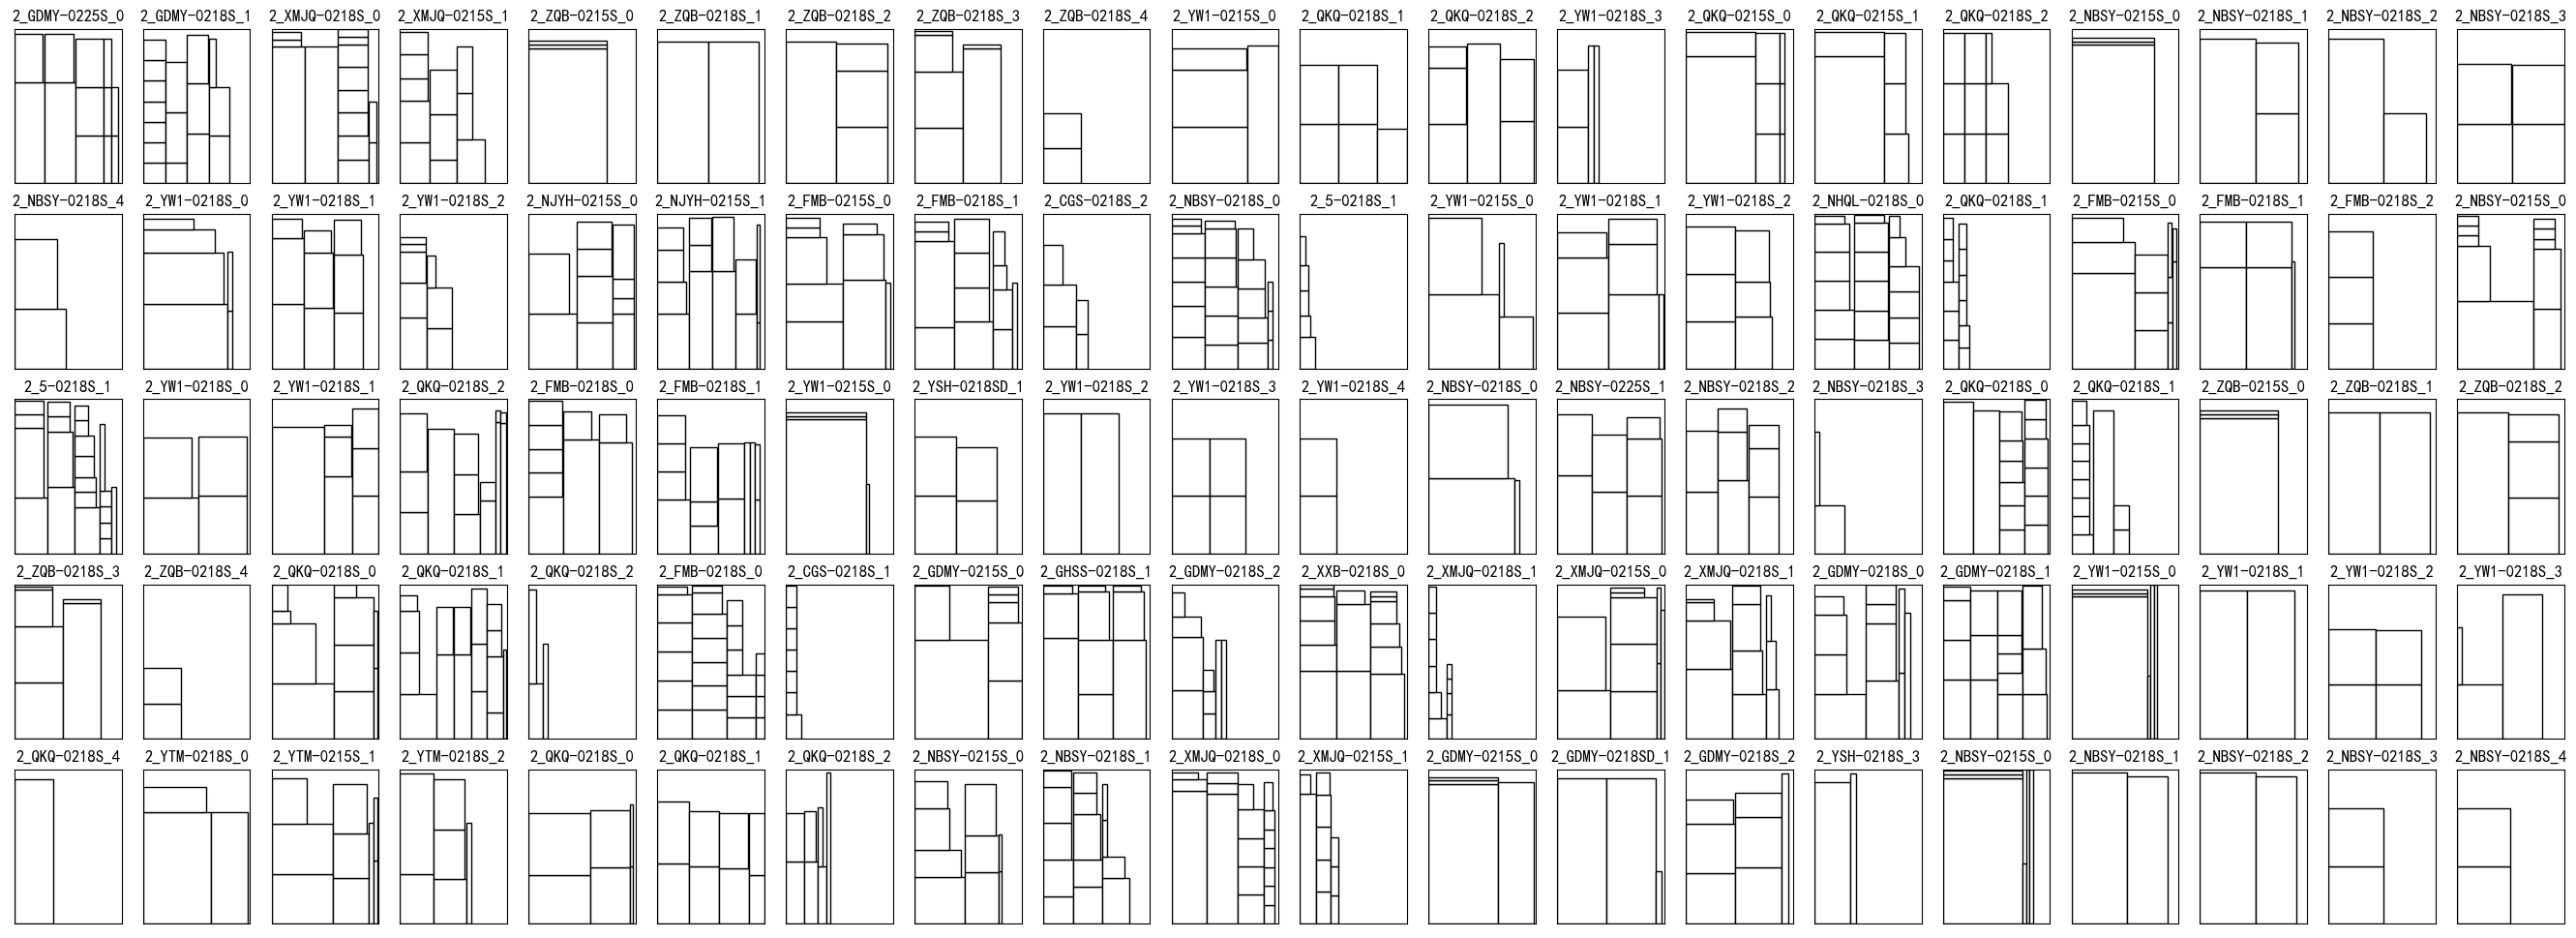 2_GDMY-0225S_0 2_GDMY-0218S_1 2_XMJQ-0218S_0 2_XMJQ-0215S_1 2_ZQB-0215S_0 2_ZQB-0218S_1 2_ZQB-0218S_2 2_ZQB-0218S_3 2_ZQB-0218S_4 2_YW1-0215S_0 2_QKQ-0218S_1 2_QKQ-0218S_2 2_YW1-0218S_3 2_QKQ-0215S_0 2_QKQ-0215S_1 2_QKQ-0218S_2 2_NBSY-0215S_0 2_NBSY-0218S_1 2_NBSY-0218S_2 2_NBSY-0218S_3
2_NBSY-0218S_4 2_YW1-0218S_0 2_YW1-0218S_1 2_YW1-0218S_2 2_NJYH-0215S_0 2_NJYH-0215S_1 2_FMB-0215S_0 2_FMB-0218S_1 2_CGS-0218S_2 2_NBSY-0218S_0 2_5-0218S_1 2_YW1-0215S_0 2_YW1-0218S_1 2_YW1-0218S_2 2_NHQL-0218S_0 2_QKQ-0218S_1 2_FMB-0215S_0 2_FMB-0218S_1 2_FMB-0218S_2 2_NBSY-0215S_0
2_5-0218S_1 2_YW1-0218S_0 2_YW1-0218S_1 2_QKQ-0218S_2 2_FMB-0218S_0 2_FMB-0218S_1 2_YW1-0215S_0 2_YSH-0218SD_1 2_YW1-0218S_2 2_YW1-0218S_3 2_YW1-0218S_4 2_NBSY-0218S_0 2_NBSY-0225S_1 2_NBSY-0218S_2 2_NBSY-0218S_3 2_QKQ-0218S_0 2_QKQ-0218S_1 2_ZQB-0215S_0 2_ZQB-0218S_1 2_ZQB-0218S_2
2_ZQB-0218S_3 2_ZQB-0218S_4 2_QKQ-0218S_0 2_QKQ-0218S_1 2_QKQ-0218S_2 2_FMB-0218S_0 2_CGS-0218S_1 2_GDMY-0215S_0 2_GHSS-0218S_1 2_GDMY-0218S_2 2_XXB-0218S_0 2_XMJQ-0218S_1 2_XMJQ-0215S_0 2_XMJQ-0218S_1 2_GDMY-0218S_0 2_GDMY-0218S_1 2_YW1-0215S_0 2_YW1-0218S_1 2_YW1-0218S_2 2_YW1-0218S_3
2_QKQ-0218S_4 2_YTM-0218S_0 2_YTM-0215S_1 2_YTM-0218S_2 2_QKQ-0218S_0 2_QKQ-0218S_1 2_QKQ-0218S_2 2_NBSY-0215S_0 2_NBSY-0218S_1 2_XMJQ-0218S_0 2_XMJQ-0215S_1 2_GDMY-0215S_0 2_GDMY-0218SD_1 2_GDMY-0218S_2 2_YSH-0218S_3 2_NBSY-0215S_0 2_NBSY-0218S_1 2_NBSY-0218S_2 2_NBSY-0218S_3 2_NBSY-0218S_4